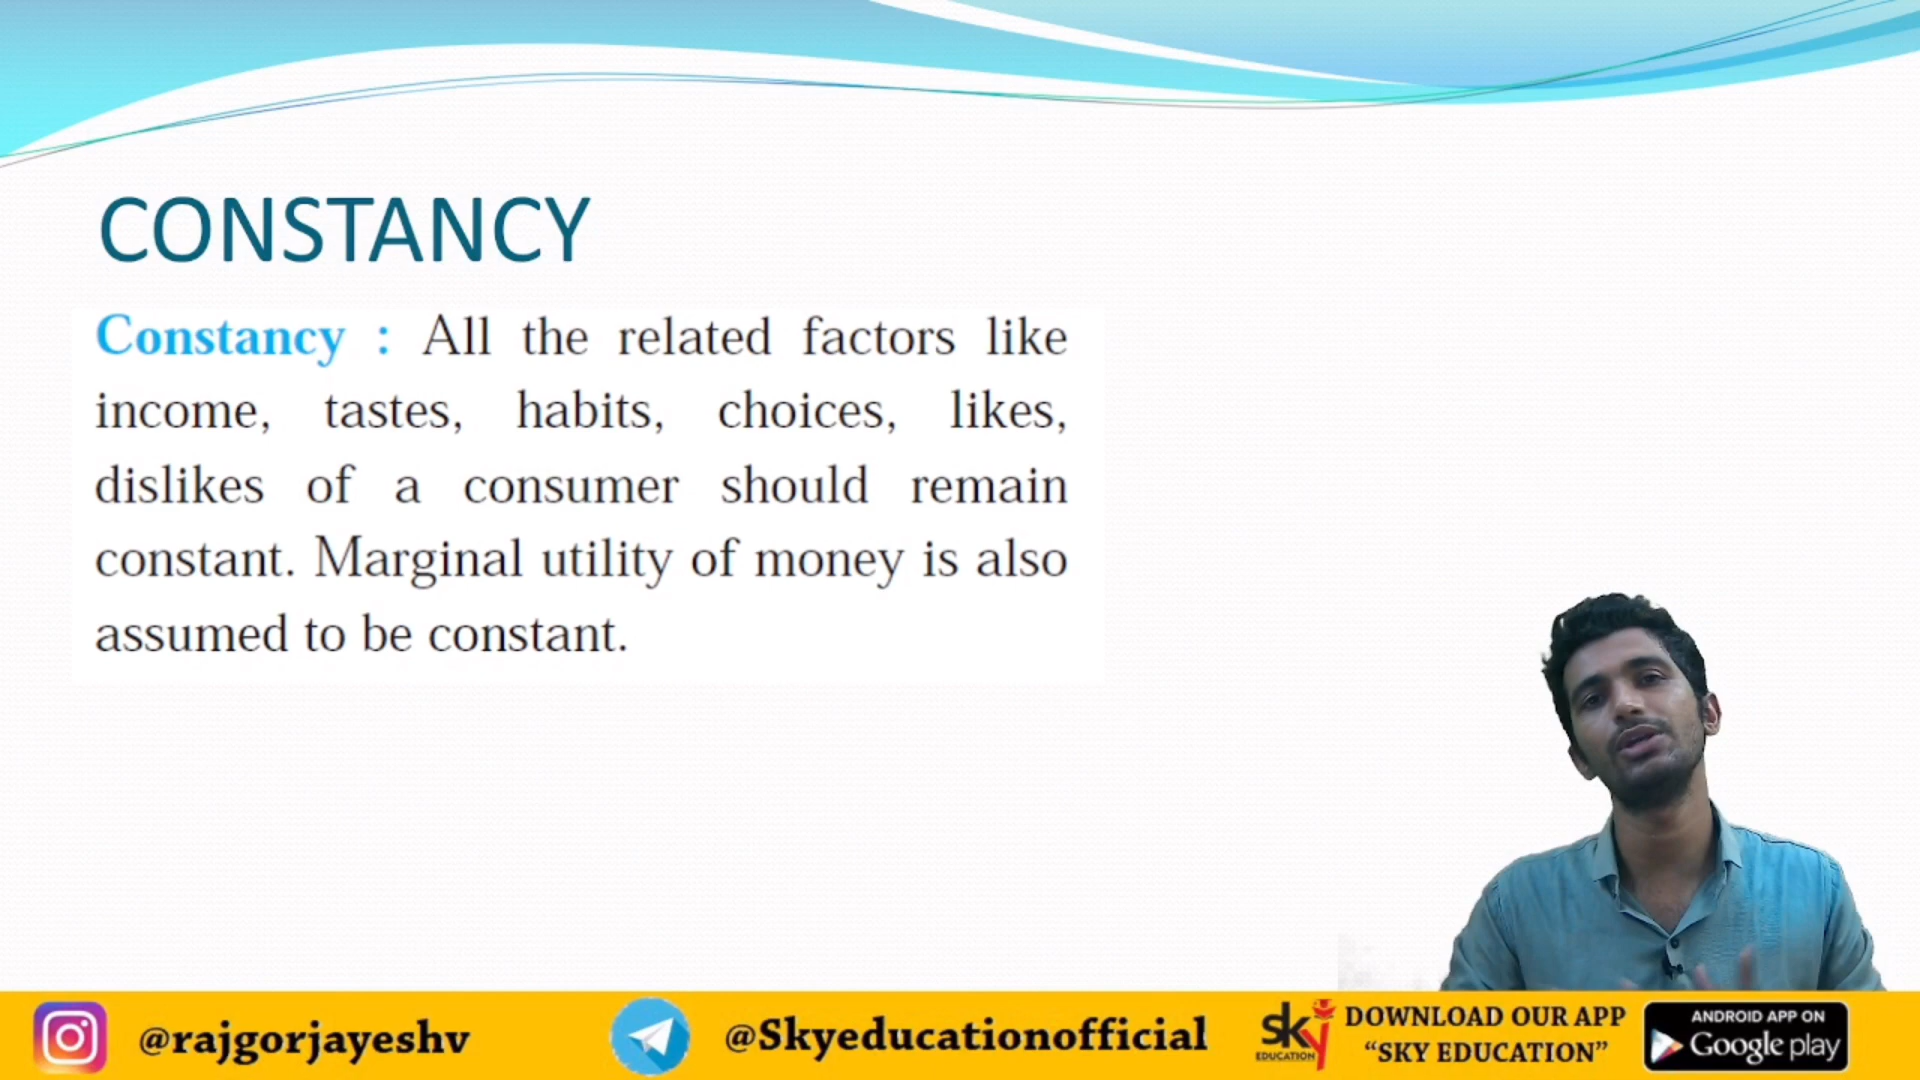 CONSTANCY
Constancy : All the related factors like
income, tastes, habits, choices, likes,
dislikes of a consumer should remain
constant. Marginal utility of money is also
assumed to be constant.
@rajgorjayeshv
@Skyeducationofficial
sky
EDUCATION
DOWNLOAD OUR APP
“SKY EDUCATION”
ANDROID APP ON
Google play